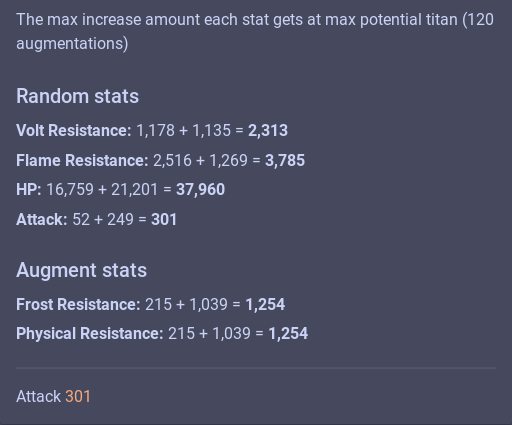 The max increase amount each stat gets at max potential titan (120
augmentations)
Random stats
Volt Resistance: 1,178 + 1,135 = 2,313
Flame Resistance: 2,516 + 1,269 = 3,785
HP: 16,759 + 21,201 = 37,960
Attack: 52 + 249 = 301
Augment stats
Frost Resistance: 215 + 1,039 = 1,254
Physical Resistance: 215 + 1,039 = 1,254
Attack 301